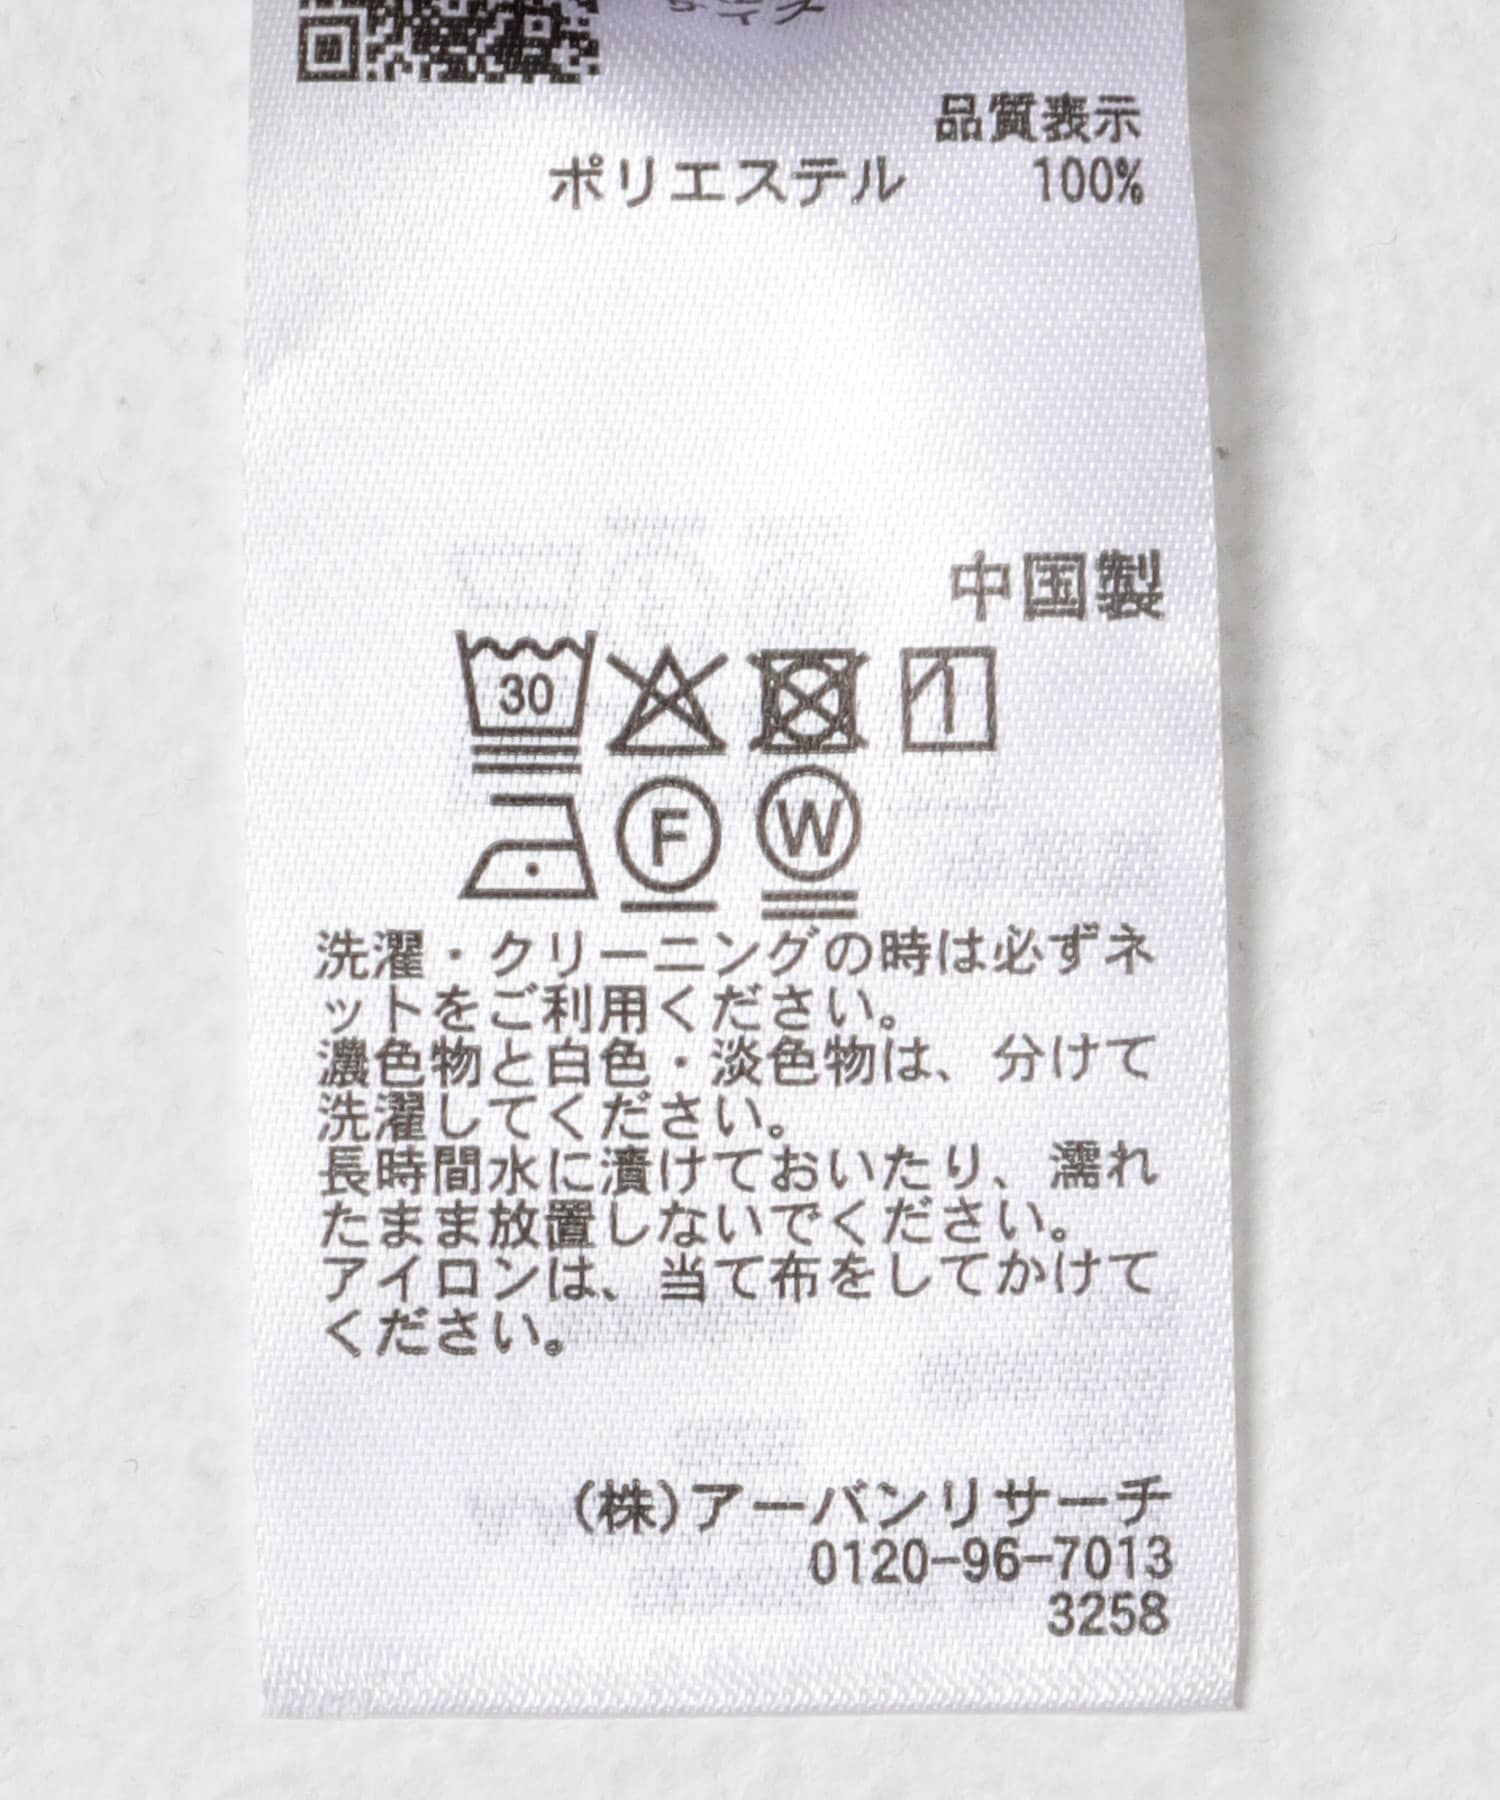 品質表示
ポリエステル 100%
中国製
30
F W
洗濯・クリーニングの時は必ずネ
ットをご利用ください。
濃色物と白色・淡色物は、分けて
洗濯してください。
長時間水に漬けておいたり、濡れ
たまま放置しないでください。
アイロンは、当て布をしてかけて
ください。
(株)アーバンリサーチ
0120-96-7013
3258